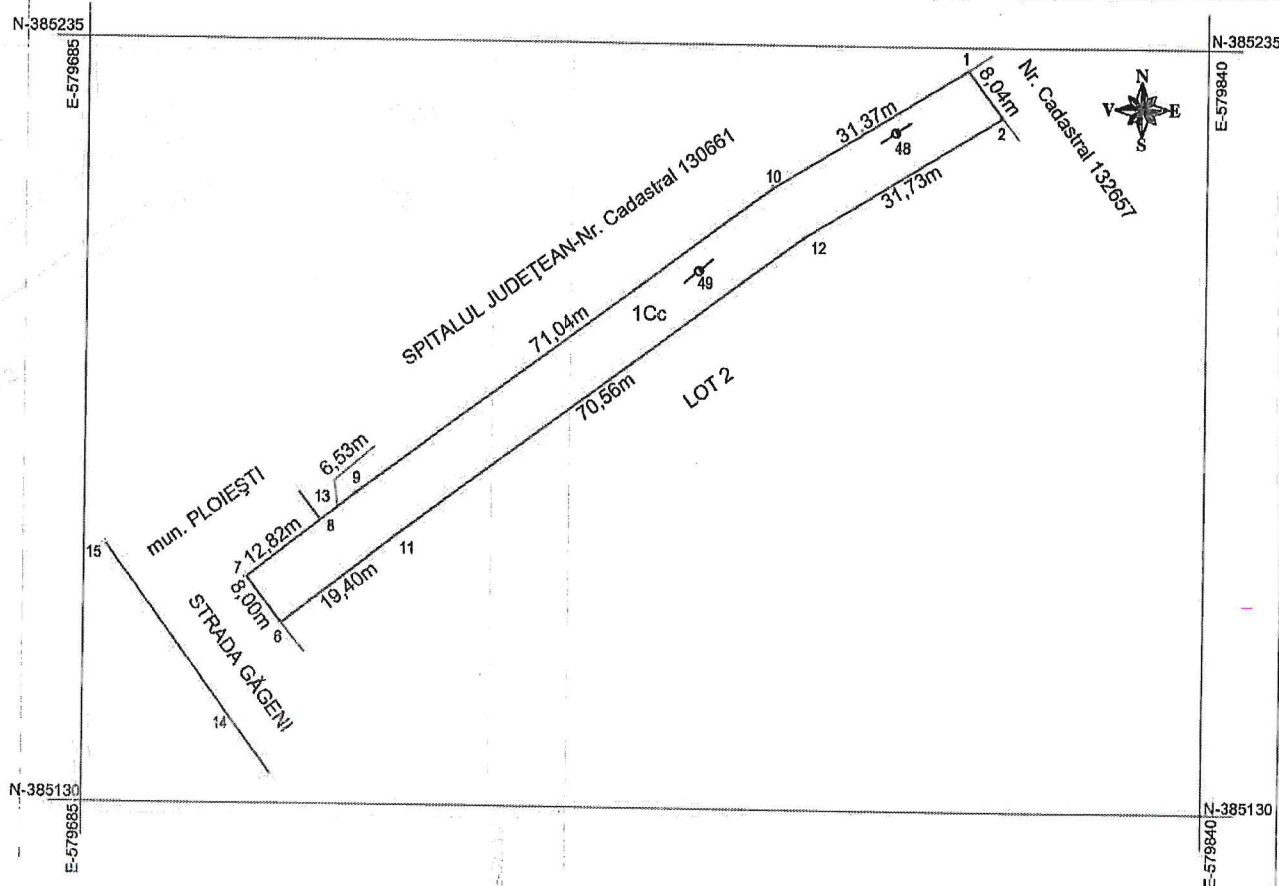 N-385235
E-579685
N-385235
E-579840
N
V
E
S
1
8,04m
2
Nr. Cadastral 132657
31.37m
48
31,73m
10
12
SPITALUL JUDEȚEAN-Nr. Cadastral 130661
49
1Cc
71,04m
70,56m
LOT 2
6,53m
9
13
8
11
mun. PLOIEȘTI
12,82m
7
8,00m
6
19,40m
15
STRADA GĂGENI
14
N-385130
E-579685
N-385130
E-579840